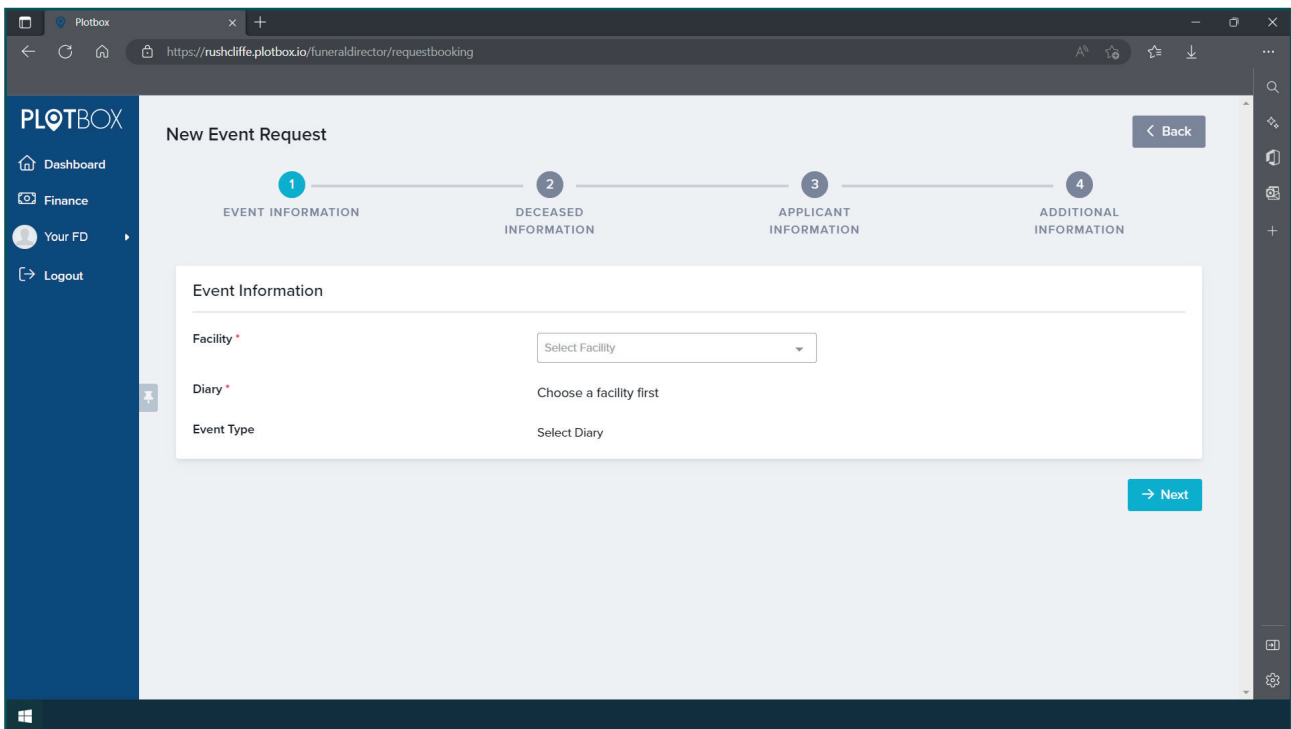 Plotbox
https://rushcliffe.plotbox.io/funeraldirector/requestbooking
PLOTBOX
Dashboard
Finance
Your FD
Logout
New Event Request
Back
1
EVENT INFORMATION
2
DECEASED
INFORMATION
3
APPLICANT
INFORMATION
4
ADDITIONAL
INFORMATION
Event Information
Facility *
Select Facility
Diary *
Choose a facility first
Event Type
Select Diary
Next